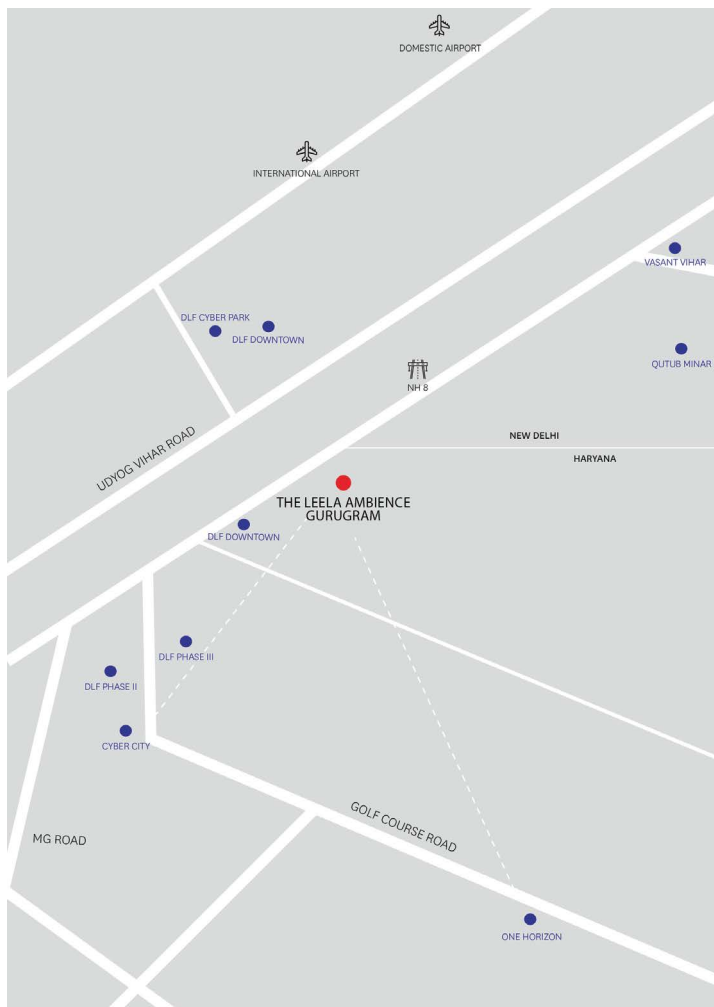 DOMESTIC AIRPORT
INTERNATIONAL AIRPORT
VASANT VIHAR
DLF CYBER PARK
DLF DOWNTOWN
QUTUB MINAR
NH 8
UDYOG VIHAR ROAD
NEW DELHI
HARYANA
THE LEELA AMBIENCE
GURUGRAM
DLF DOWNTOWN
DLF PHASE III
DLF PHASE II
CYBER CITY
GOLF COURSE ROAD
MG ROAD
ONE HORIZON